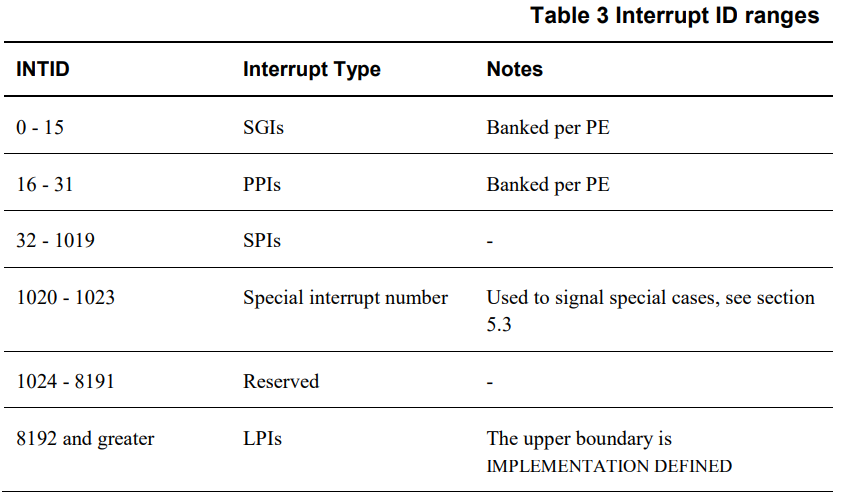 Table 3 Interrupt ID ranges
INTID Interrupt Type Notes
0 - 15 SGIs Banked per PE
16 - 31 PPIs Banked per PE
32 - 1019 SPIs -
1020 - 1023 Special interrupt number Used to signal special cases, see section
5.3
1024 - 8191 Reserved -
8192 and greater LPIs The upper boundary is
IMPLEMENTATION DEFINED